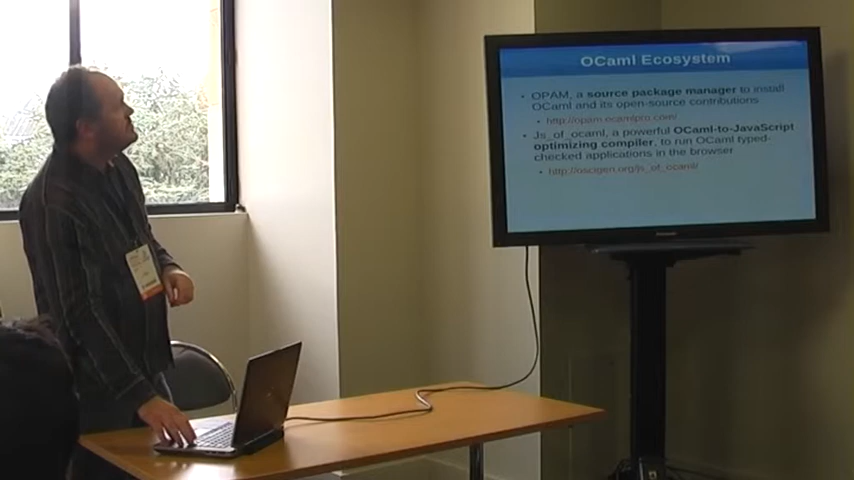 OCaml Ecosystem
• OPAM, a source package manager to install
OCaml and its open-source contributions
• http://opam.ocamlpro.com/
• Js_of_ocaml, a powerful OCaml-to-JavaScript
optimizing compiler, to run OCaml typed-
checked applications in the browser
• http://ocsigen.org/js_of_ocaml/
Panasonic